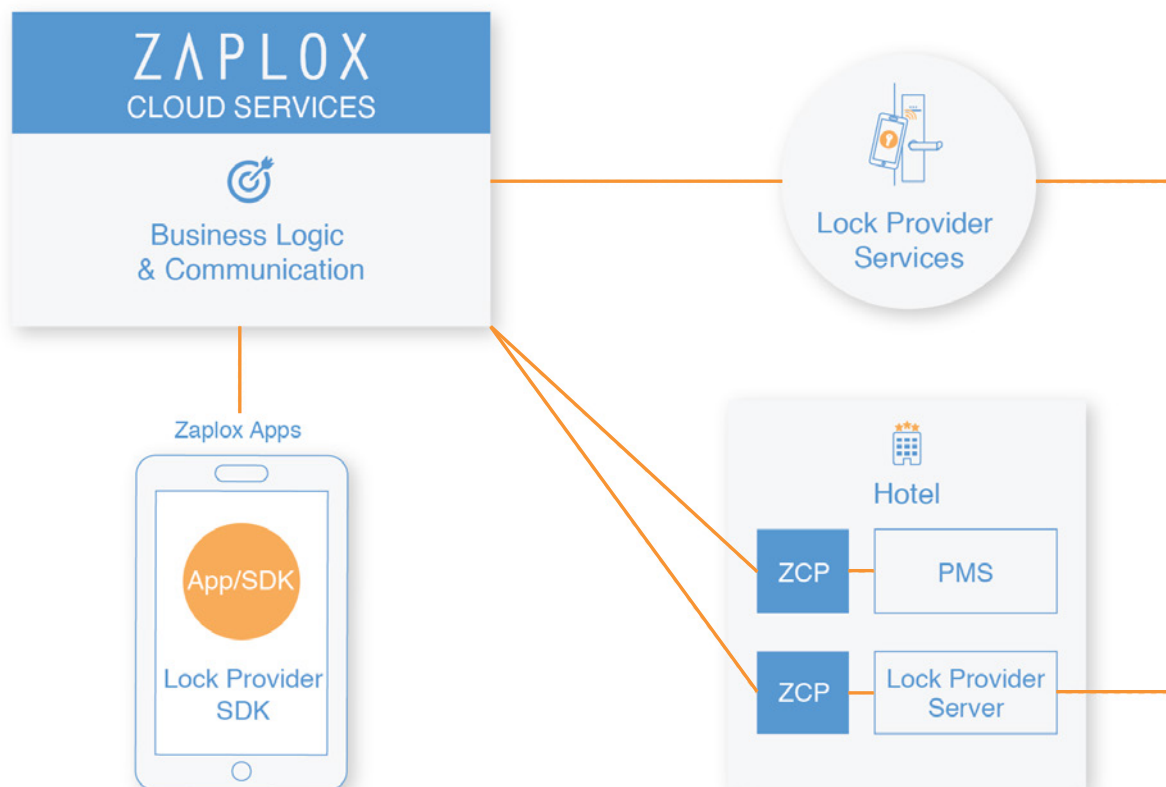 ZAPLOX
CLOUD SERVICES
Business Logic
& Communication
Lock Provider
Services
Zaplox Apps
App/SDK
Lock Provider
SDK
Hotel
ZCP
PMS
ZCP
Lock Provider
Server